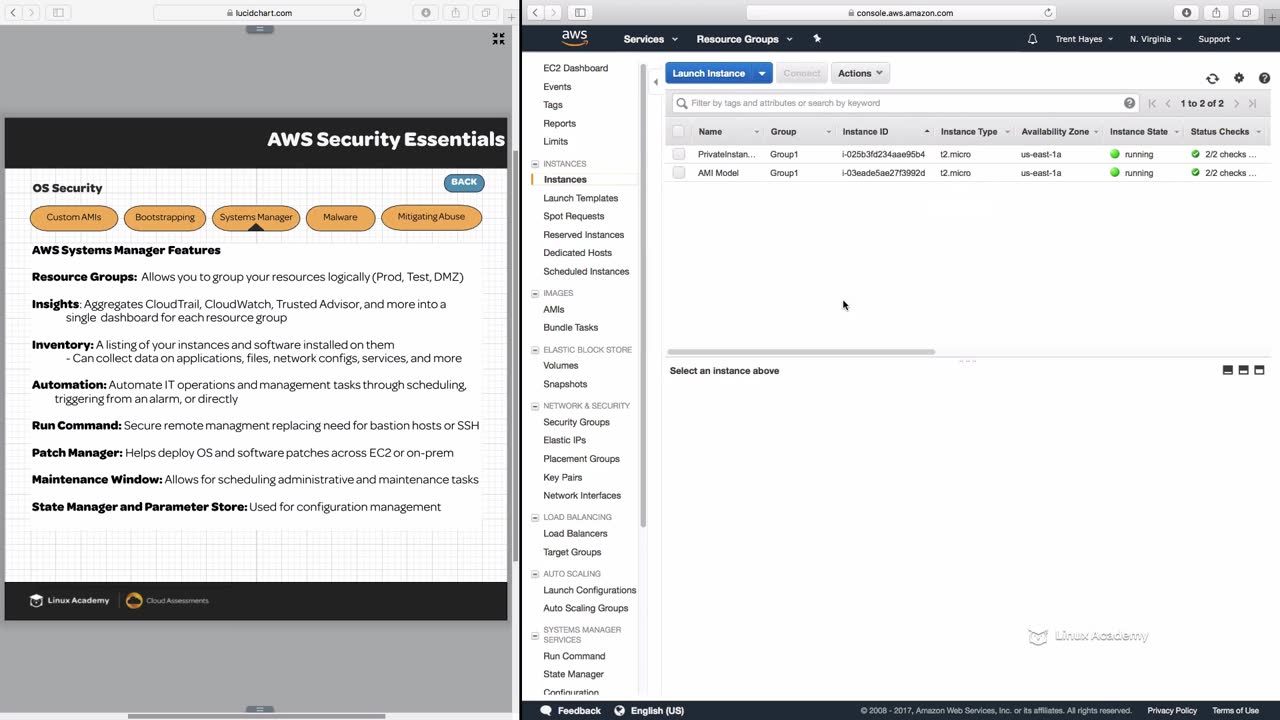 lucidchart.com
AWS Security Essentials
OS Security
BACK
Custom AMIs
Bootstrapping
Systems Manager
Malware
Mitigating Abuse
AWS Systems Manager Features
Resource Groups: Allows you to group your resources logically (Prod, Test, DMZ)
Insights: Aggregates CloudTrail, CloudWatch, Trusted Advisor, and more into a
single dashboard for each resource group
Inventory: A listing of your instances and software installed on them
- Can collect data on applications, files, network configs, services, and more
Automation: Automate IT operations and management tasks through scheduling,
triggering from an alarm, or directly
Run Command: Secure remote managment replacing need for bastion hosts or SSH
Patch Manager: Helps deploy OS and software patches across EC2 or on-prem
Maintenance Window: Allows for scheduling administrative and maintenance tasks
State Manager and Parameter Store: Used for configuration management
Linux Academy
Cloud Assessments
console.aws.amazon.com
aws Services Resource Groups Trent Hayes N. Virginia Support
EC2 Dashboard
Events
Tags
Reports
Limits
INSTANCES
Instances
Launch Templates
Spot Requests
Reserved Instances
Dedicated Hosts
Scheduled Instances
IMAGES
AMIs
Bundle Tasks
ELASTIC BLOCK STORE
Volumes
Snapshots
NETWORK & SECURITY
Security Groups
Elastic IPs
Placement Groups
Key Pairs
Network Interfaces
LOAD BALANCING
Load Balancers
Target Groups
AUTO SCALING
Launch Configurations
Auto Scaling Groups
SYSTEMS MANAGER
SERVICES
Run Command
State Manager
Configuration
Launch Instance Connect Actions
Filter by tags and attributes or search by keyword
1 to 2 of 2
Name Group Instance ID Instance Type Availability Zone Instance State Status Checks
PrivateInstan... Group1 i-025b3fd234aae95b4 t2.micro us-east-1a running 2/2 checks ...
AMI Model Group1 i-03eade5ae27f3992d t2.micro us-east-1a running 2/2 checks ...
Select an instance above
Linux Academy
Feedback English (US) © 2008 - 2017, Amazon Web Services, Inc. or its affiliates. All rights reserved. Privacy Policy Terms of Use